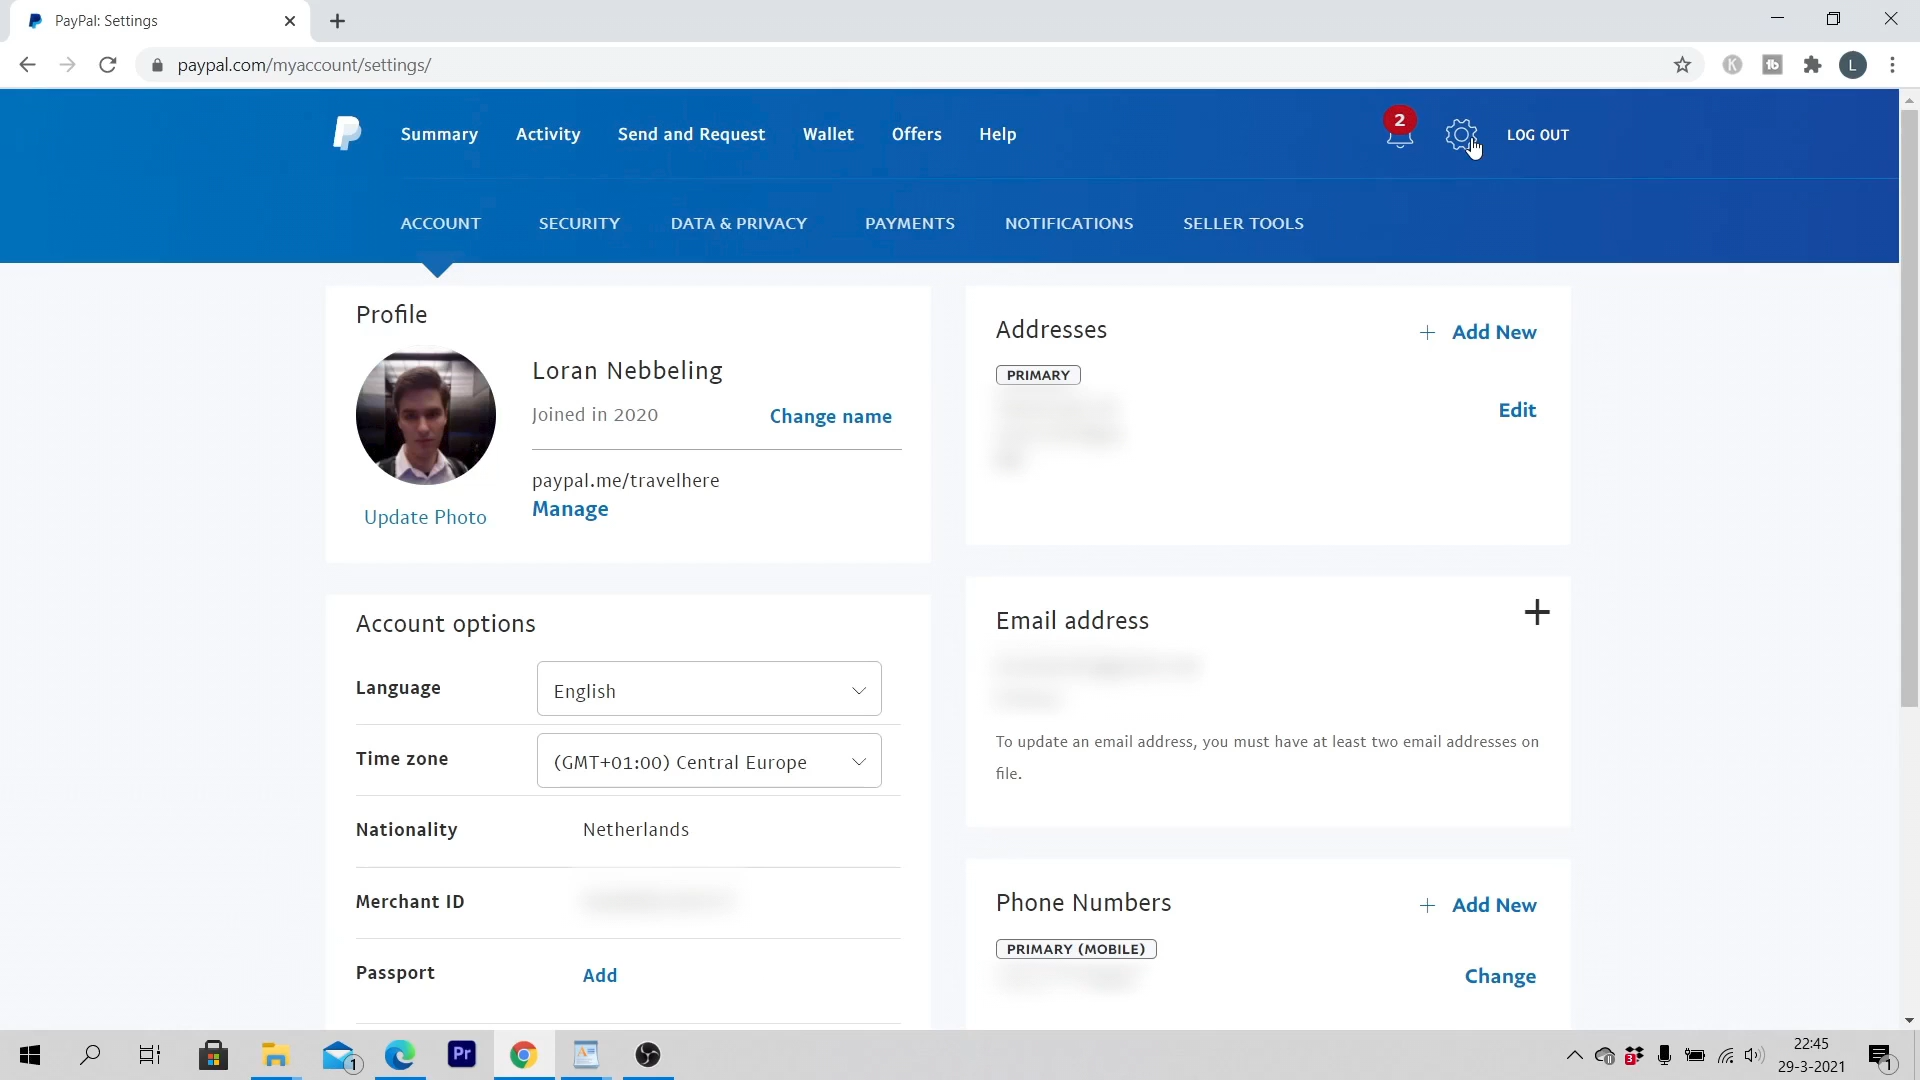 PayPal: Settings
paypal.com/myaccount/settings/
K
L
Summary
Activity
Send and Request
Wallet
Offers
Help
2
LOG OUT
ACCOUNT
SECURITY
DATA & PRIVACY
PAYMENTS
NOTIFICATIONS
SELLER TOOLS
Profile
Loran Nebbeling
Joined in 2020
Change name
paypal.me/travelhere
Manage
Update Photo
Account options
Language
English
Time zone
(GMT+01:00) Central Europe
Nationality
Netherlands
Merchant ID
Passport
Add
Addresses
+ Add New
PRIMARY
Edit
Email address
+
To update an email address, you must have at least two email addresses on
file.
Phone Numbers
+ Add New
PRIMARY (MOBILE)
Change
1
Pr
3
22:45
29-3-2021
1